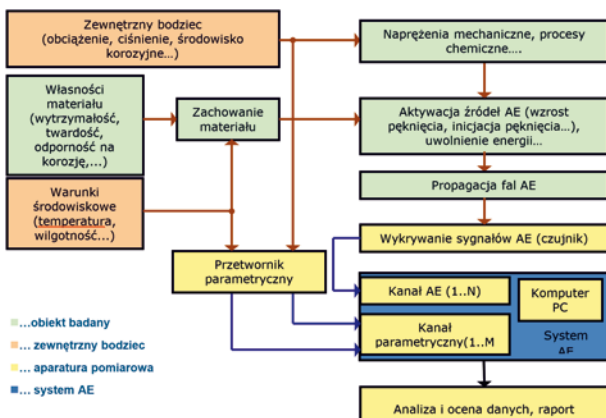 Zewnętrzny bodziec
(obciążenie, ciśnienie, środowisko
korozyjne…)
Naprężenia mechaniczne, procesy
chemiczne….
Własności
materiału
(wytrzymałość,
twardość,
odporność na
korozję,...)
Zachowanie
materiału
Aktywacja źródeł AE (wzrost
pęknięcia, inicjacja pęknięcia…),
uwolnienie energii…
Warunki
środowiskowe
(temperatura,
wilgotność…)
Propagacja fal AE
Wykrywanie sygnałów AE (czujnik)
Przetwornik
parametryczny
Kanał AE (1..N)
Komputer
PC
Kanał
parametryczny(1..M
System
AE
...obiekt badany
... zewnętrzny bodziec
... aparatura pomiarowa
... system AE
Analiza i ocena danych, raport